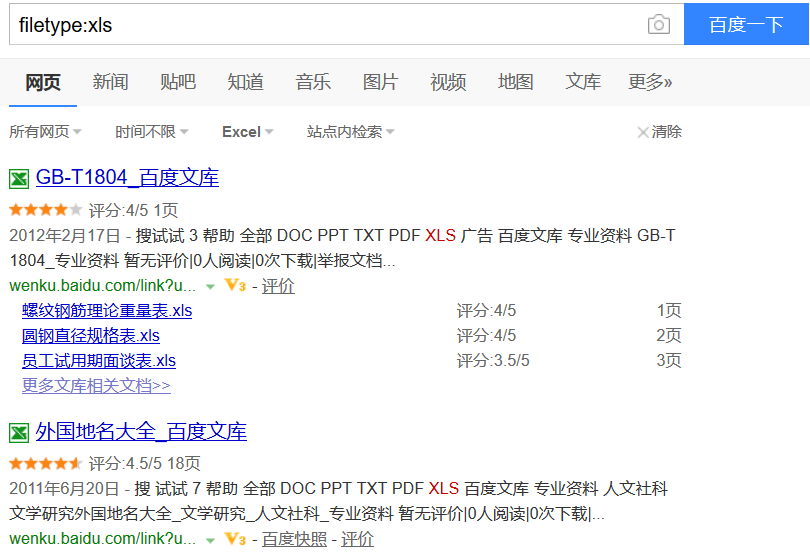 filetype:xls 百度一下
网页 新闻 贴吧 知道 音乐 图片 视频 地图 文库 更多»
所有网页 时间不限 Excel 站点内检索 清除
GB-T1804_百度文库
评分:4/5 1页
2012年2月17日 - 搜试试 3 帮助 全部 DOC PPT TXT PDF XLS 广告 百度文库 专业资料 GB-T
1804_专业资料 暂无评价|0人阅读|0次下载|举报文档...
wenku.baidu.com/link?u... V3 - 评价
螺纹钢筋理论重量表.xls 评分:4/5 1页
圆钢直径规格表.xls 评分:4/5 2页
员工试用期面谈表.xls 评分:3.5/5 3页
更多文库相关文档>>
外国地名大全_百度文库
评分:4.5/5 18页
2011年6月20日 - 搜 试试 7 帮助 全部 DOC PPT TXT PDF XLS 百度文库 专业资料 人文社科
文学研究外国地名大全_文学研究_人文社科_专业资料 暂无评价|0人阅读|0次下载|...
wenku.baidu.com/link?u... V3 - 百度快照 - 评价